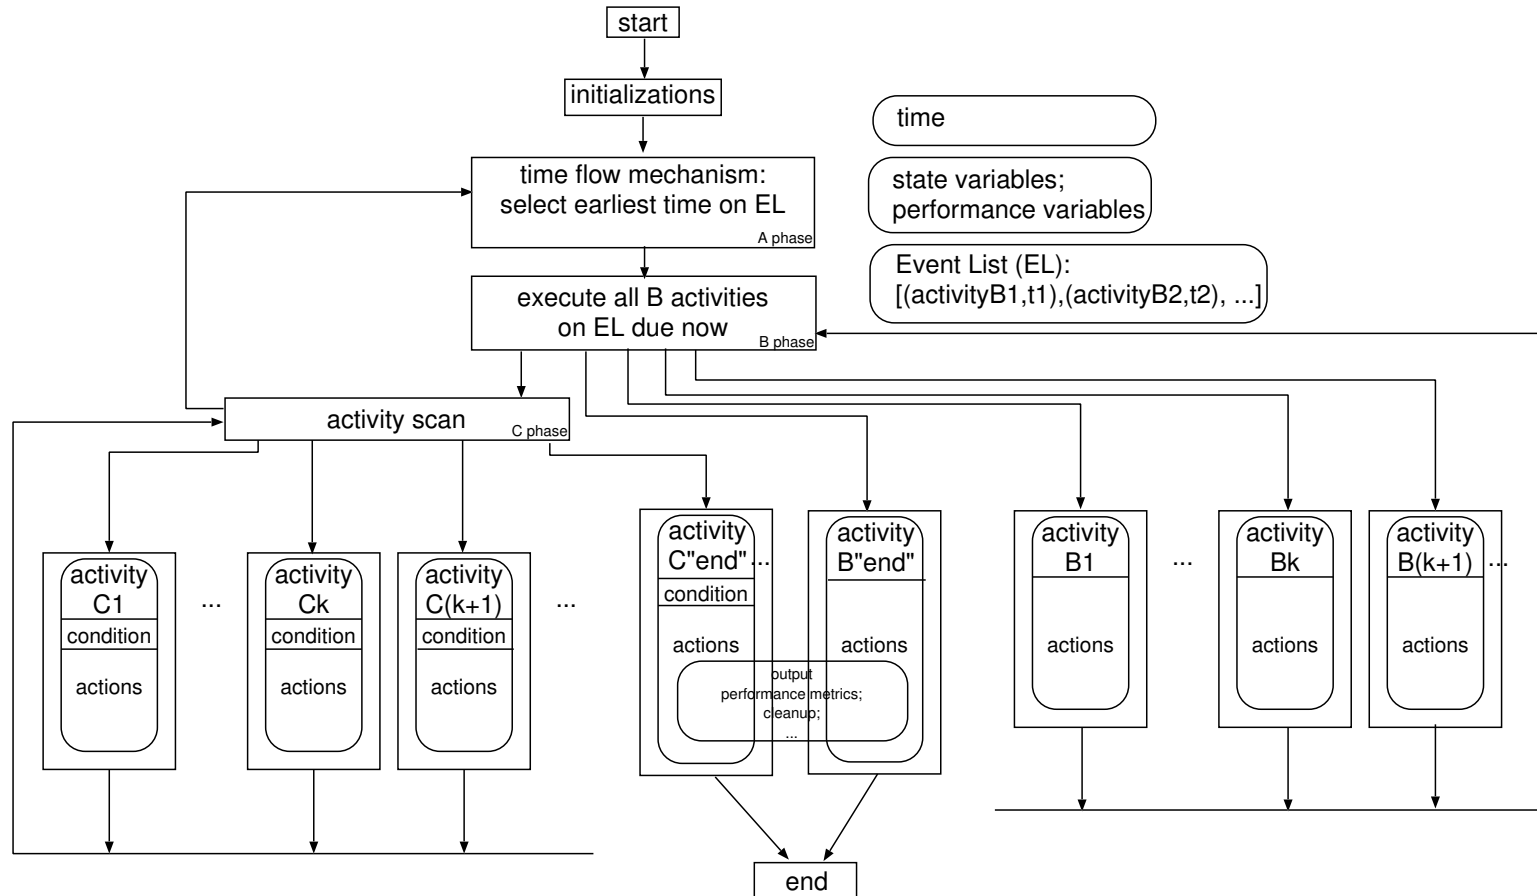 start
initializations
time flow mechanism:
select earliest time on EL
A phase
execute all B activities
on EL due now
B phase
time
state variables;
performance variables
Event List (EL):
[(activityB1,t1),(activityB2,t2), ...]
activity scan
C phase
activity
C1
condition
actions
...
activity
Ck
condition
actions
activity
C(k+1)
condition
actions
...
activity
C"end"
condition
actions
...
activity
B"end"
actions
output
performance metrics;
cleanup;
...
activity
B1
actions
...
activity
Bk
actions
activity
B(k+1)
actions
...
end